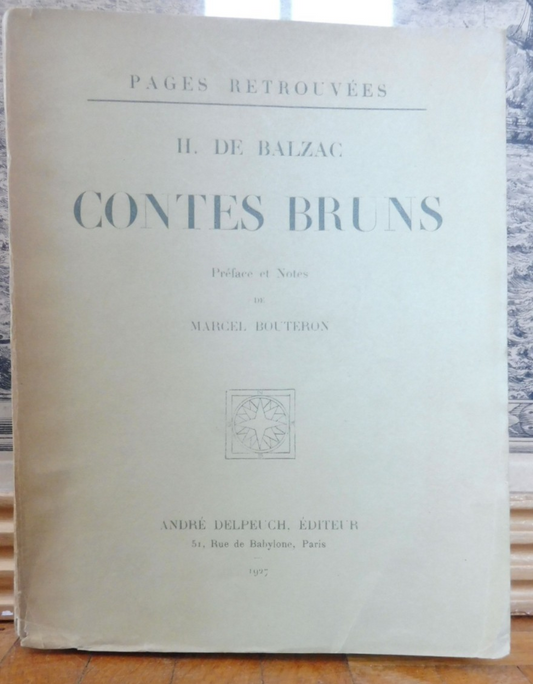 PAGES RETROUVÉES
H. DE BALZAC
CONTES BRUNS
Préface et Notes
DE
MARCEL BOUTERON
ANDRÉ DELPEUCH, ÉDITEUR
51, Rue de Babylone, Paris
1927